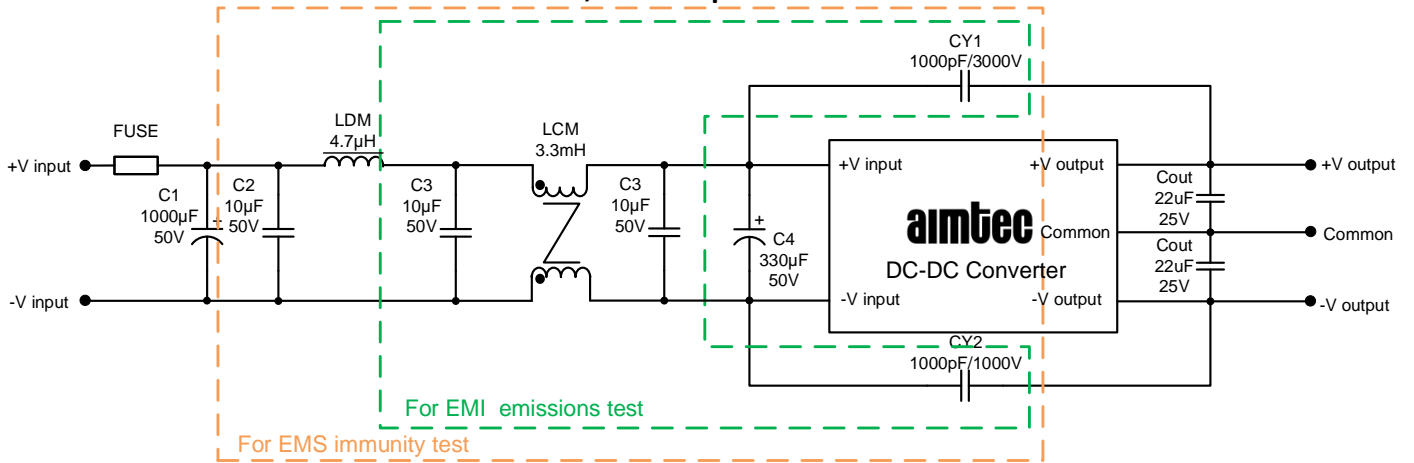 CY1
1000pF/3000V
FUSE
LDM
4.7µH
LCM
3.3mH
+V input
C1
1000µF
50V
+
C2
10µF
50V
C3
10µF
50V
C3
10µF
50V
+
C4
330µF
50V
+V input
+V output
aimtec
Common
DC-DC Converter
-V input
-V output
Cout
22uF
25V
Cout
22uF
25V
+V output
Common
-V output
-V input
CY2
1000pF/1000V
For EMI emissions test
For EMS immunity test